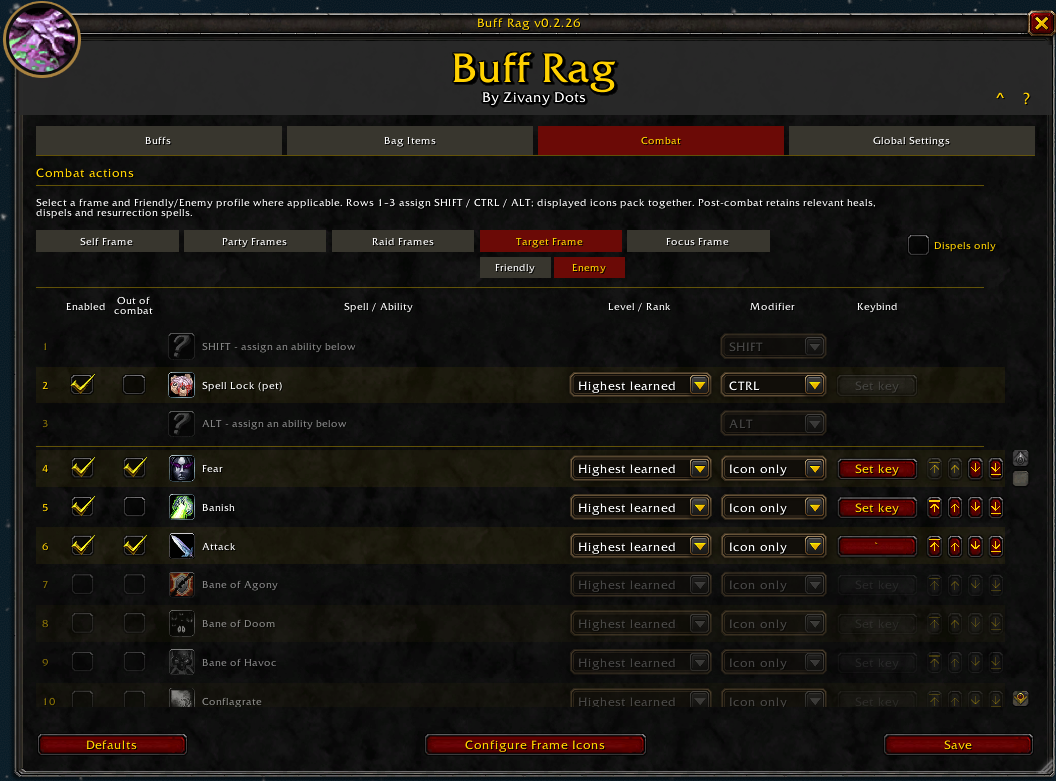 Buff Rag v0.2.26
Buff Rag
By Zivany Dots
^ ?
Buffs Bag Items Combat Global Settings
Combat actions
Select a frame and Friendly/Enemy profile where applicable. Rows 1-3 assign SHIFT / CTRL / ALT; displayed icons pack together. Post-combat retains relevant heals,
dispels and resurrection spells.
Self Frame Party Frames Raid Frames Target Frame Focus Frame Dispels only
Friendly Enemy
Enabled Out of combat Spell / Ability Level / Rank Modifier Keybind
1 ? SHIFT - assign an ability below SHIFT
2 Spell Lock (pet) Highest learned CTRL Set key
3 ? ALT - assign an ability below ALT
4 Fear Highest learned Icon only Set key
5 Banish Highest learned Icon only Set key
6 Attack Highest learned Icon only `
7 Bane of Agony Highest learned Icon only Set key
8 Bane of Doom Highest learned Icon only Set key
9 Bane of Havoc Highest learned Icon only Set key
10 Conflagrate Highest learned Icon only Set key
Defaults Configure Frame Icons Save